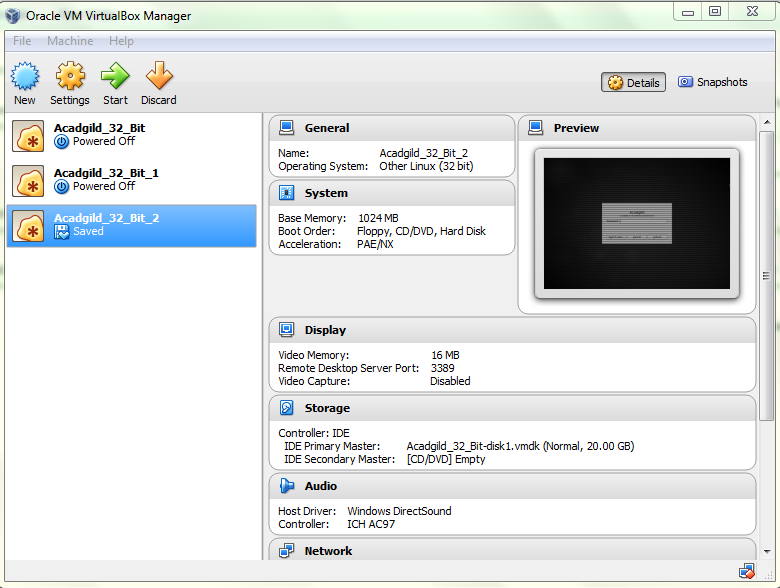 Oracle VM VirtualBox Manager
File Machine Help
New Settings Start Discard
Details Snapshots
Acadgild_32_Bit
Powered Off
Acadgild_32_Bit_1
Powered Off
Acadgild_32_Bit_2
Saved
General
Name: Acadgild_32_Bit_2
Operating System: Other Linux (32 bit)
System
Base Memory: 1024 MB
Boot Order: Floppy, CD/DVD, Hard Disk
Acceleration: PAE/NX
Preview
Display
Video Memory: 16 MB
Remote Desktop Server Port: 3389
Video Capture: Disabled
Storage
Controller: IDE
IDE Primary Master: Acadgild_32_Bit-disk1.vmdk (Normal, 20.00 GB)
IDE Secondary Master: [CD/DVD] Empty
Audio
Host Driver: Windows DirectSound
Controller: ICH AC97
Network